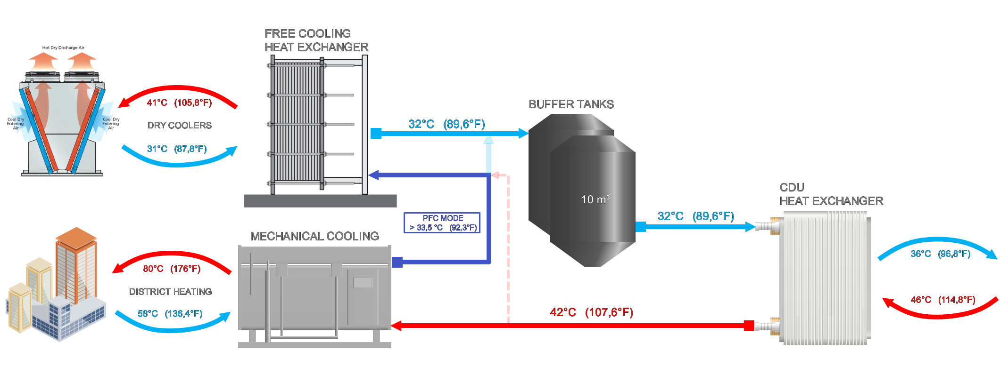 Hot Dry Discharge Air
Cool Dry
Entering
Air
Cool Dry
Entering
Air
41°C (105,8°F)
DRY COOLERS
31°C (87,8°F)
FREE COOLING
HEAT EXCHANGER
32°C (89,6°F)
BUFFER TANKS
10 m³
PFC MODE
> 33,5 °C (92,3°F)
MECHANICAL COOLING
80°C (176°F)
DISTRICT HEATING
58°C (136,4°F)
42°C (107,6°F)
32°C (89,6°F)
CDU
HEAT EXCHANGER
36°C (96,8°F)
46°C (114,8°F)